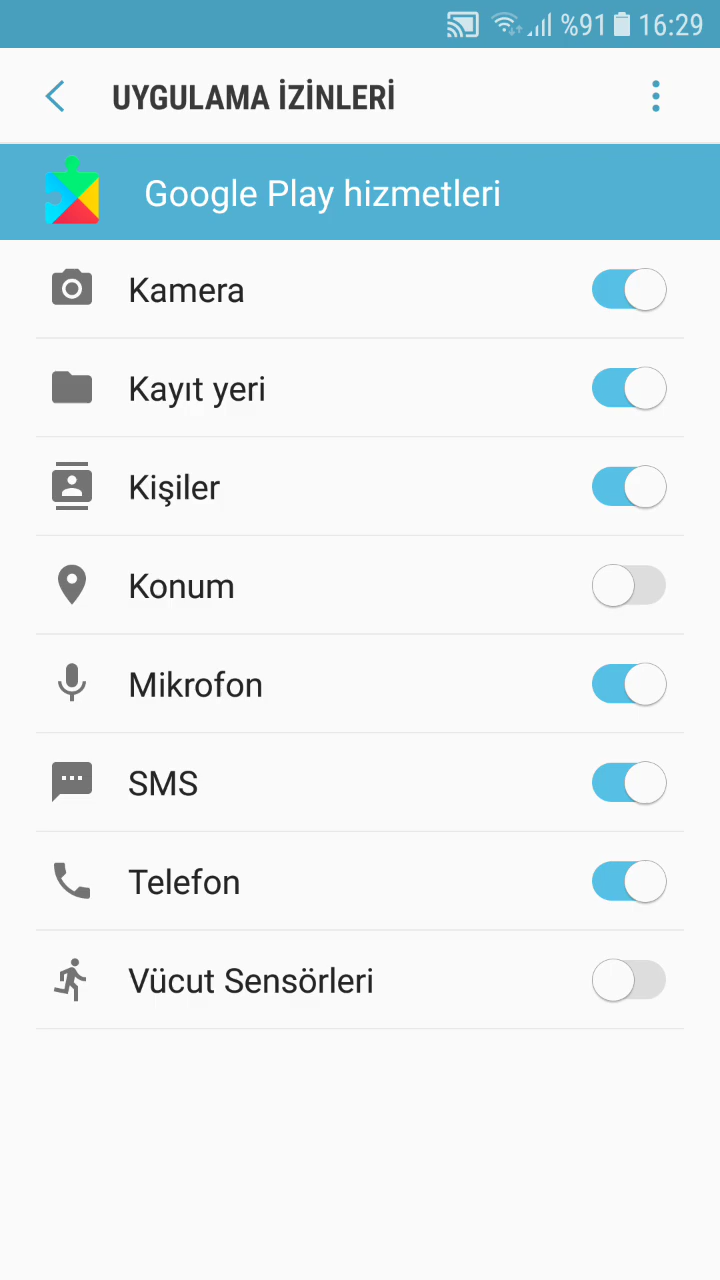 %91 16:29
UYGULAMA İZİNLERİ
Google Play hizmetleri
Kamera
Kayıt yeri
Kişiler
Konum
Mikrofon
SMS
Telefon
Vücut Sensörleri